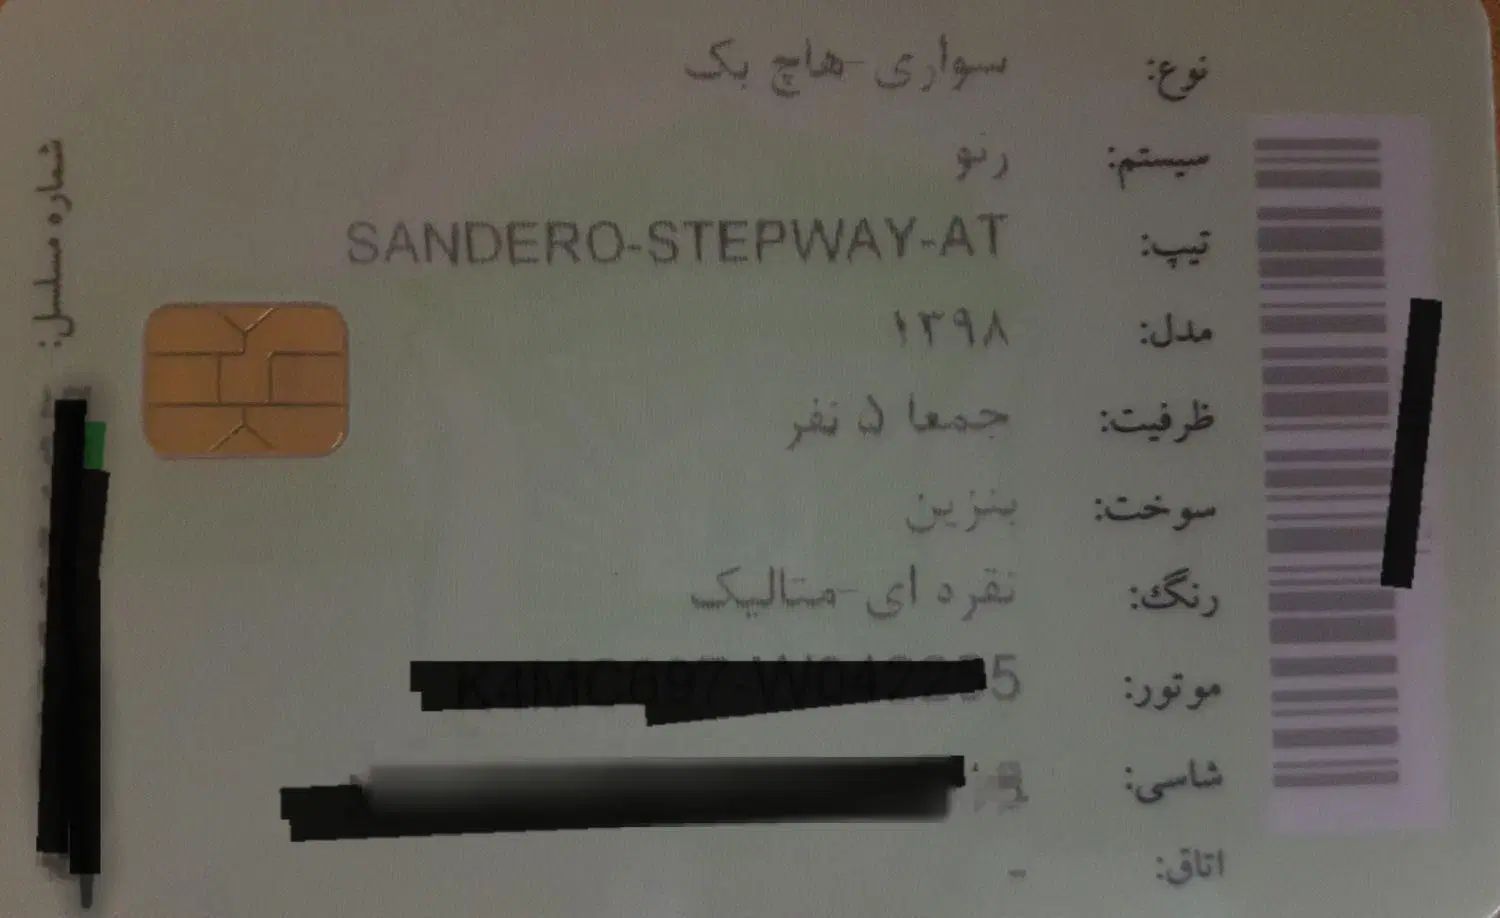 نوع: سواری-هاچ بک
سیستم: رنو
تیپ: SANDERO-STEPWAY-AT
مدل: ۱۳۹۸
ظرفیت: جمعا ۵ نفر
سوخت: بنزین
رنگ: نقره ای-متالیک
موتور:
شاسی:
اتاق: -
شماره مسلسل: